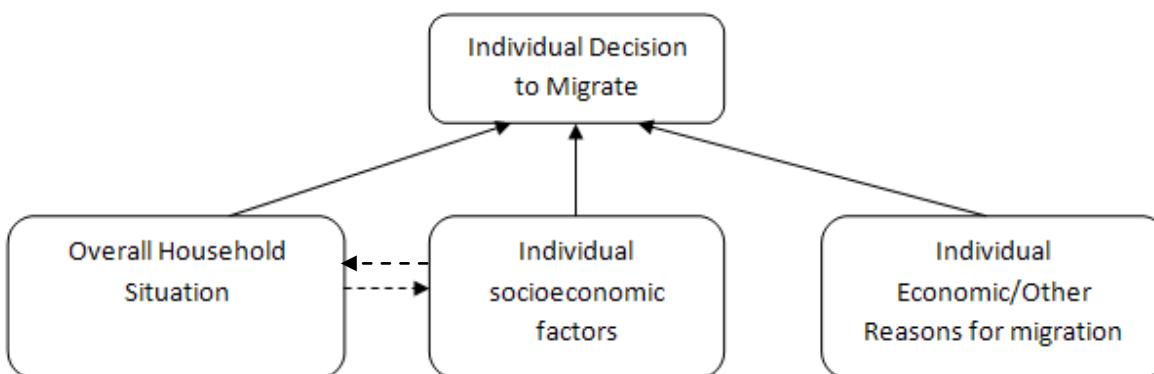 Individual Decision
to Migrate
Overall Household
Situation
Individual
socioeconomic
factors
Individual
Economic/Other
Reasons for migration